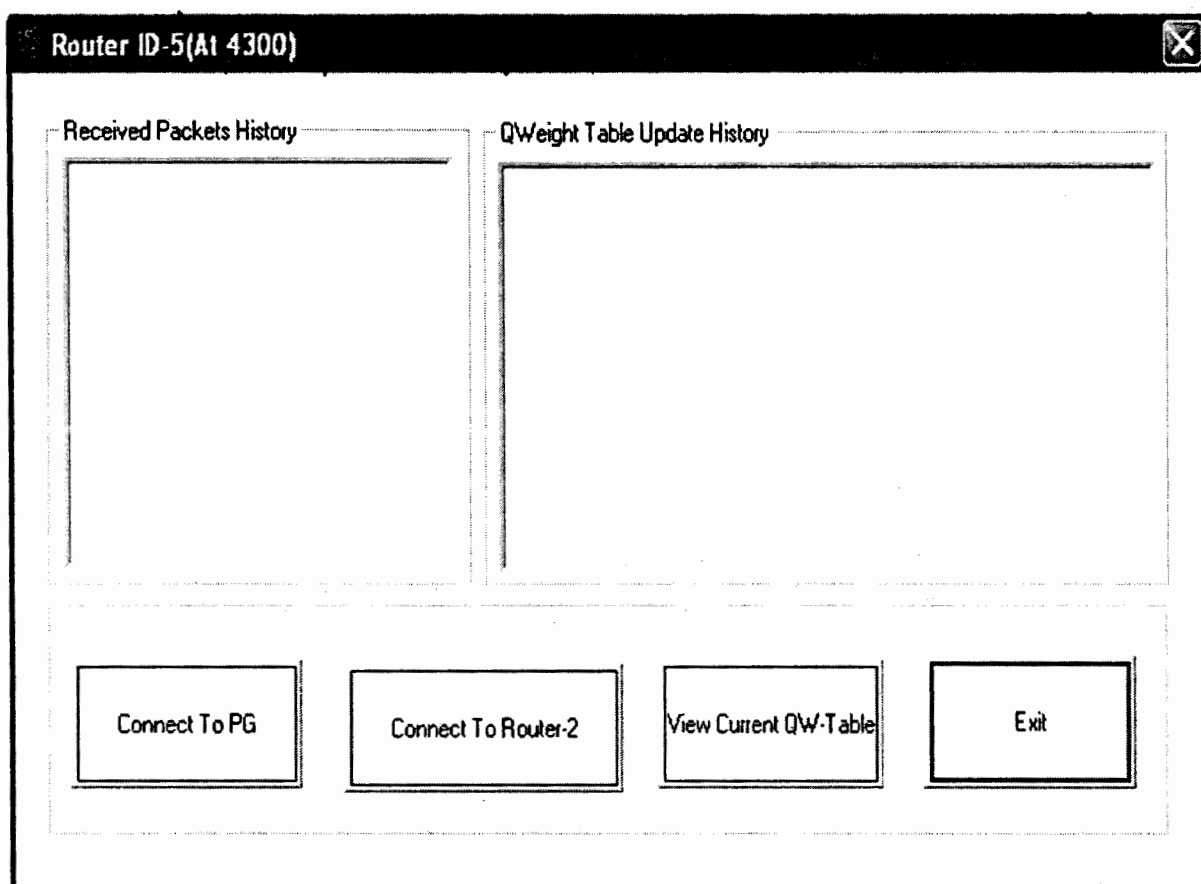 Router ID-5(At 4300)
Received Packets History
QWeight Table Update History
Connect To PG
Connect To Router-2
View Current QW-Table
Exit